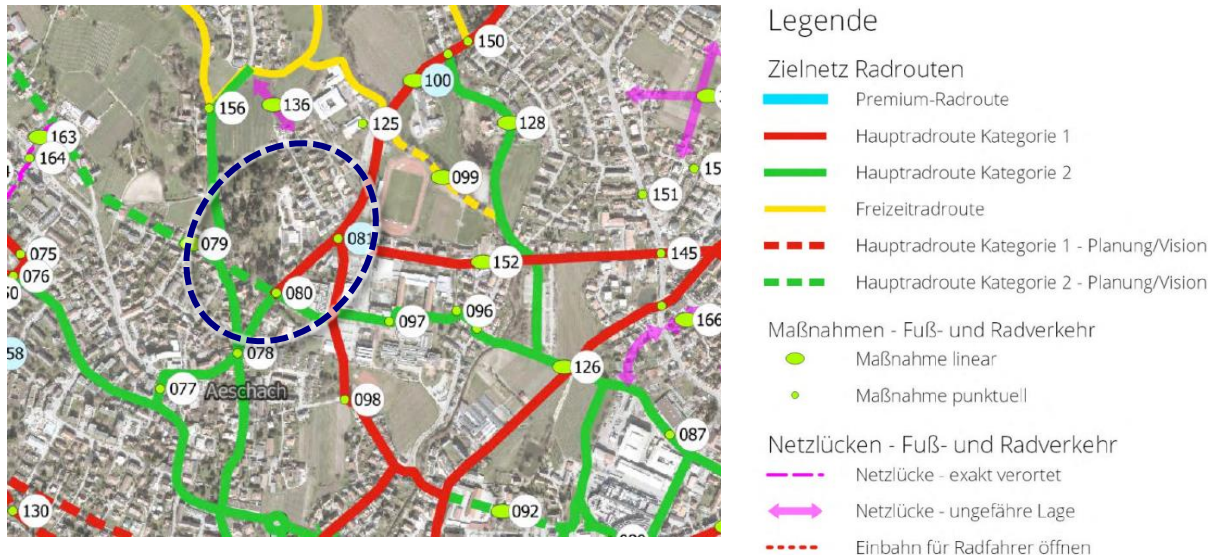 150
100
156
136
125
128
163
164
099
15
151
079
081
075
152
145
076
080
096
166
097
078
58
126
077
Aeschach
098
087
130
092
Legende
Zielnetz Radrouten
Premium-Radroute
Hauptradroute Kategorie 1
Hauptradroute Kategorie 2
Freizeitradroute
Hauptradroute Kategorie 1 - Planung/Vision
Hauptradroute Kategorie 2 - Planung/Vision
Maßnahmen - Fuß- und Radverkehr
Maßnahme linear
Maßnahme punktuell
Netzlücken - Fuß- und Radverkehr
Netzlücke - exakt verortet
Netzlücke - ungefähre Lage
Einbahn für Radfahrer öffnen